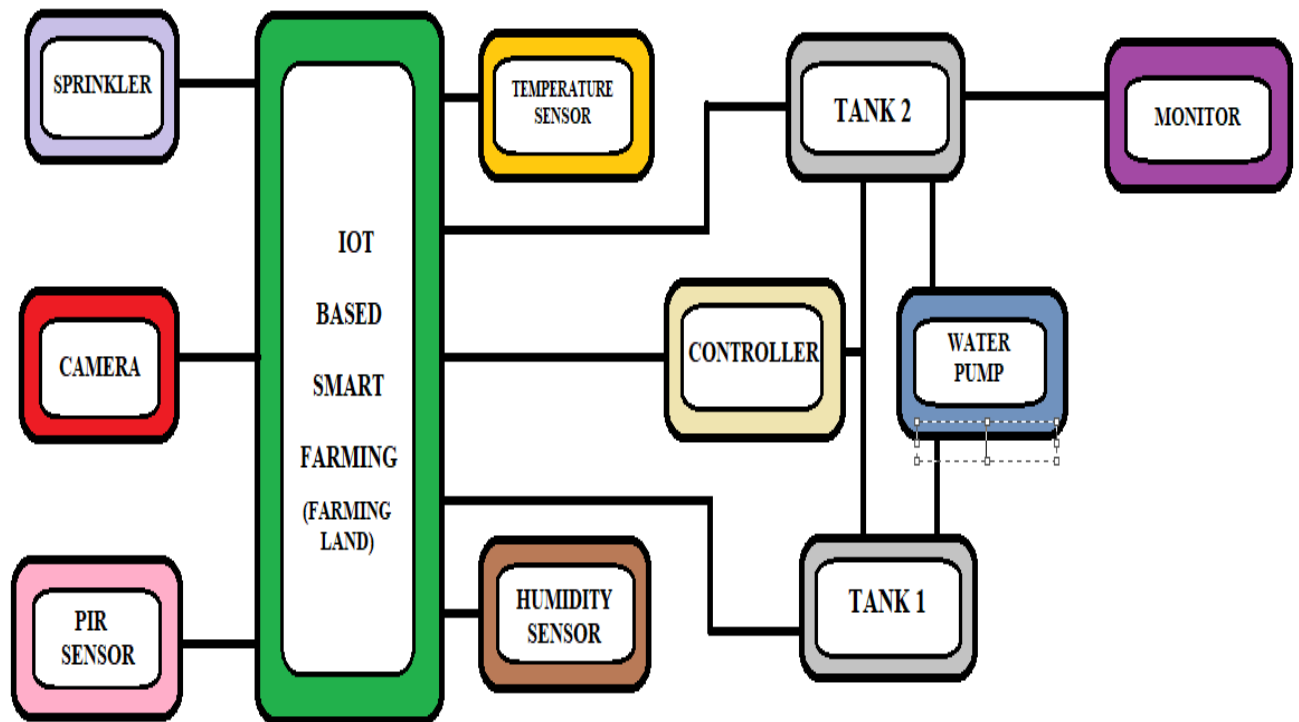 SPRINKLER
TEMPERATURE
SENSOR
TANK 2
MONITOR
IOT
BASED
SMART
FARMING
(FARMING
LAND)
CAMERA
CONTROLLER
WATER
PUMP
PIR
SENSOR
HUMIDITY
SENSOR
TANK 1